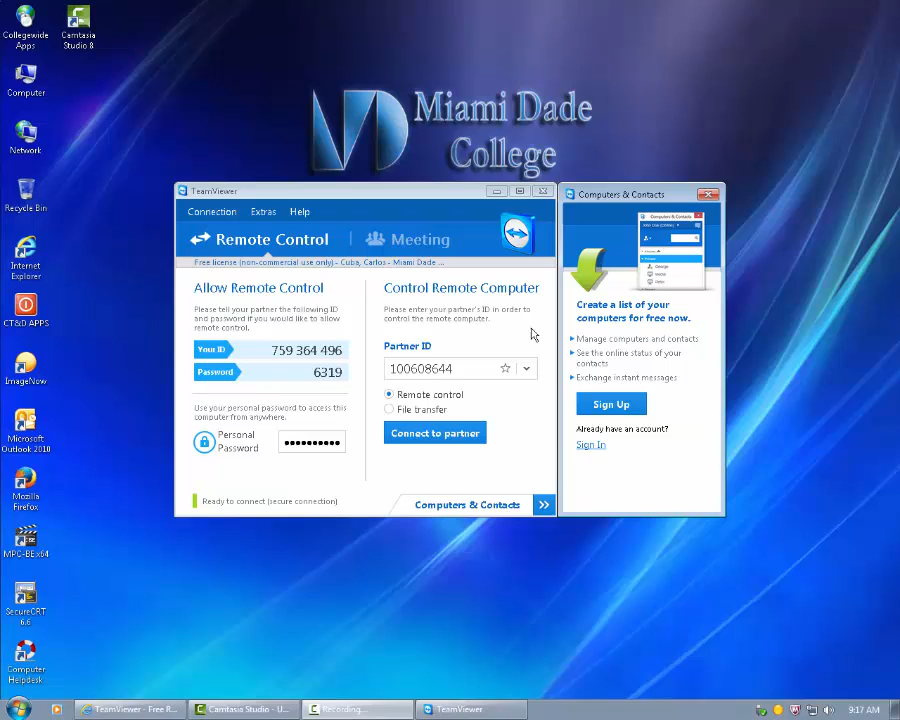 Collegewide
Apps
Camtasia
Studio 8
Computer
Network
Recycle Bin
Internet
Explorer
CT&D APPS
ImageNow
Microsoft
Outlook 2010
Mozilla
Firefox
MPC-BE x64
SecureCRT
6.6
Computer
Helpdesk
Miami Dade
College
TeamViewer
Connection Extras Help
Remote Control Meeting
Free license (non-commercial use only) - Cuba, Carlos - Miami Dade ...
Allow Remote Control
Please tell your partner the following ID
and password if you would like to allow
remote control.
Your ID 759 364 496
Password 6319
Use your personal password to access this
computer from anywhere.
Personal
Password
Ready to connect (secure connection)
Control Remote Computer
Please enter your partner's ID in order to
control the remote computer.
Partner ID
100608644
Remote control
File transfer
Connect to partner
Computers & Contacts
Computers & Contacts
Create a list of your
computers for free now.
Manage computers and contacts
See the online status of your
contacts
Exchange instant messages
Sign Up
Already have an account?
Sign In
TeamViewer - Free R...
Camtasia Studio - U...
Recording...
TeamViewer
9:17 AM